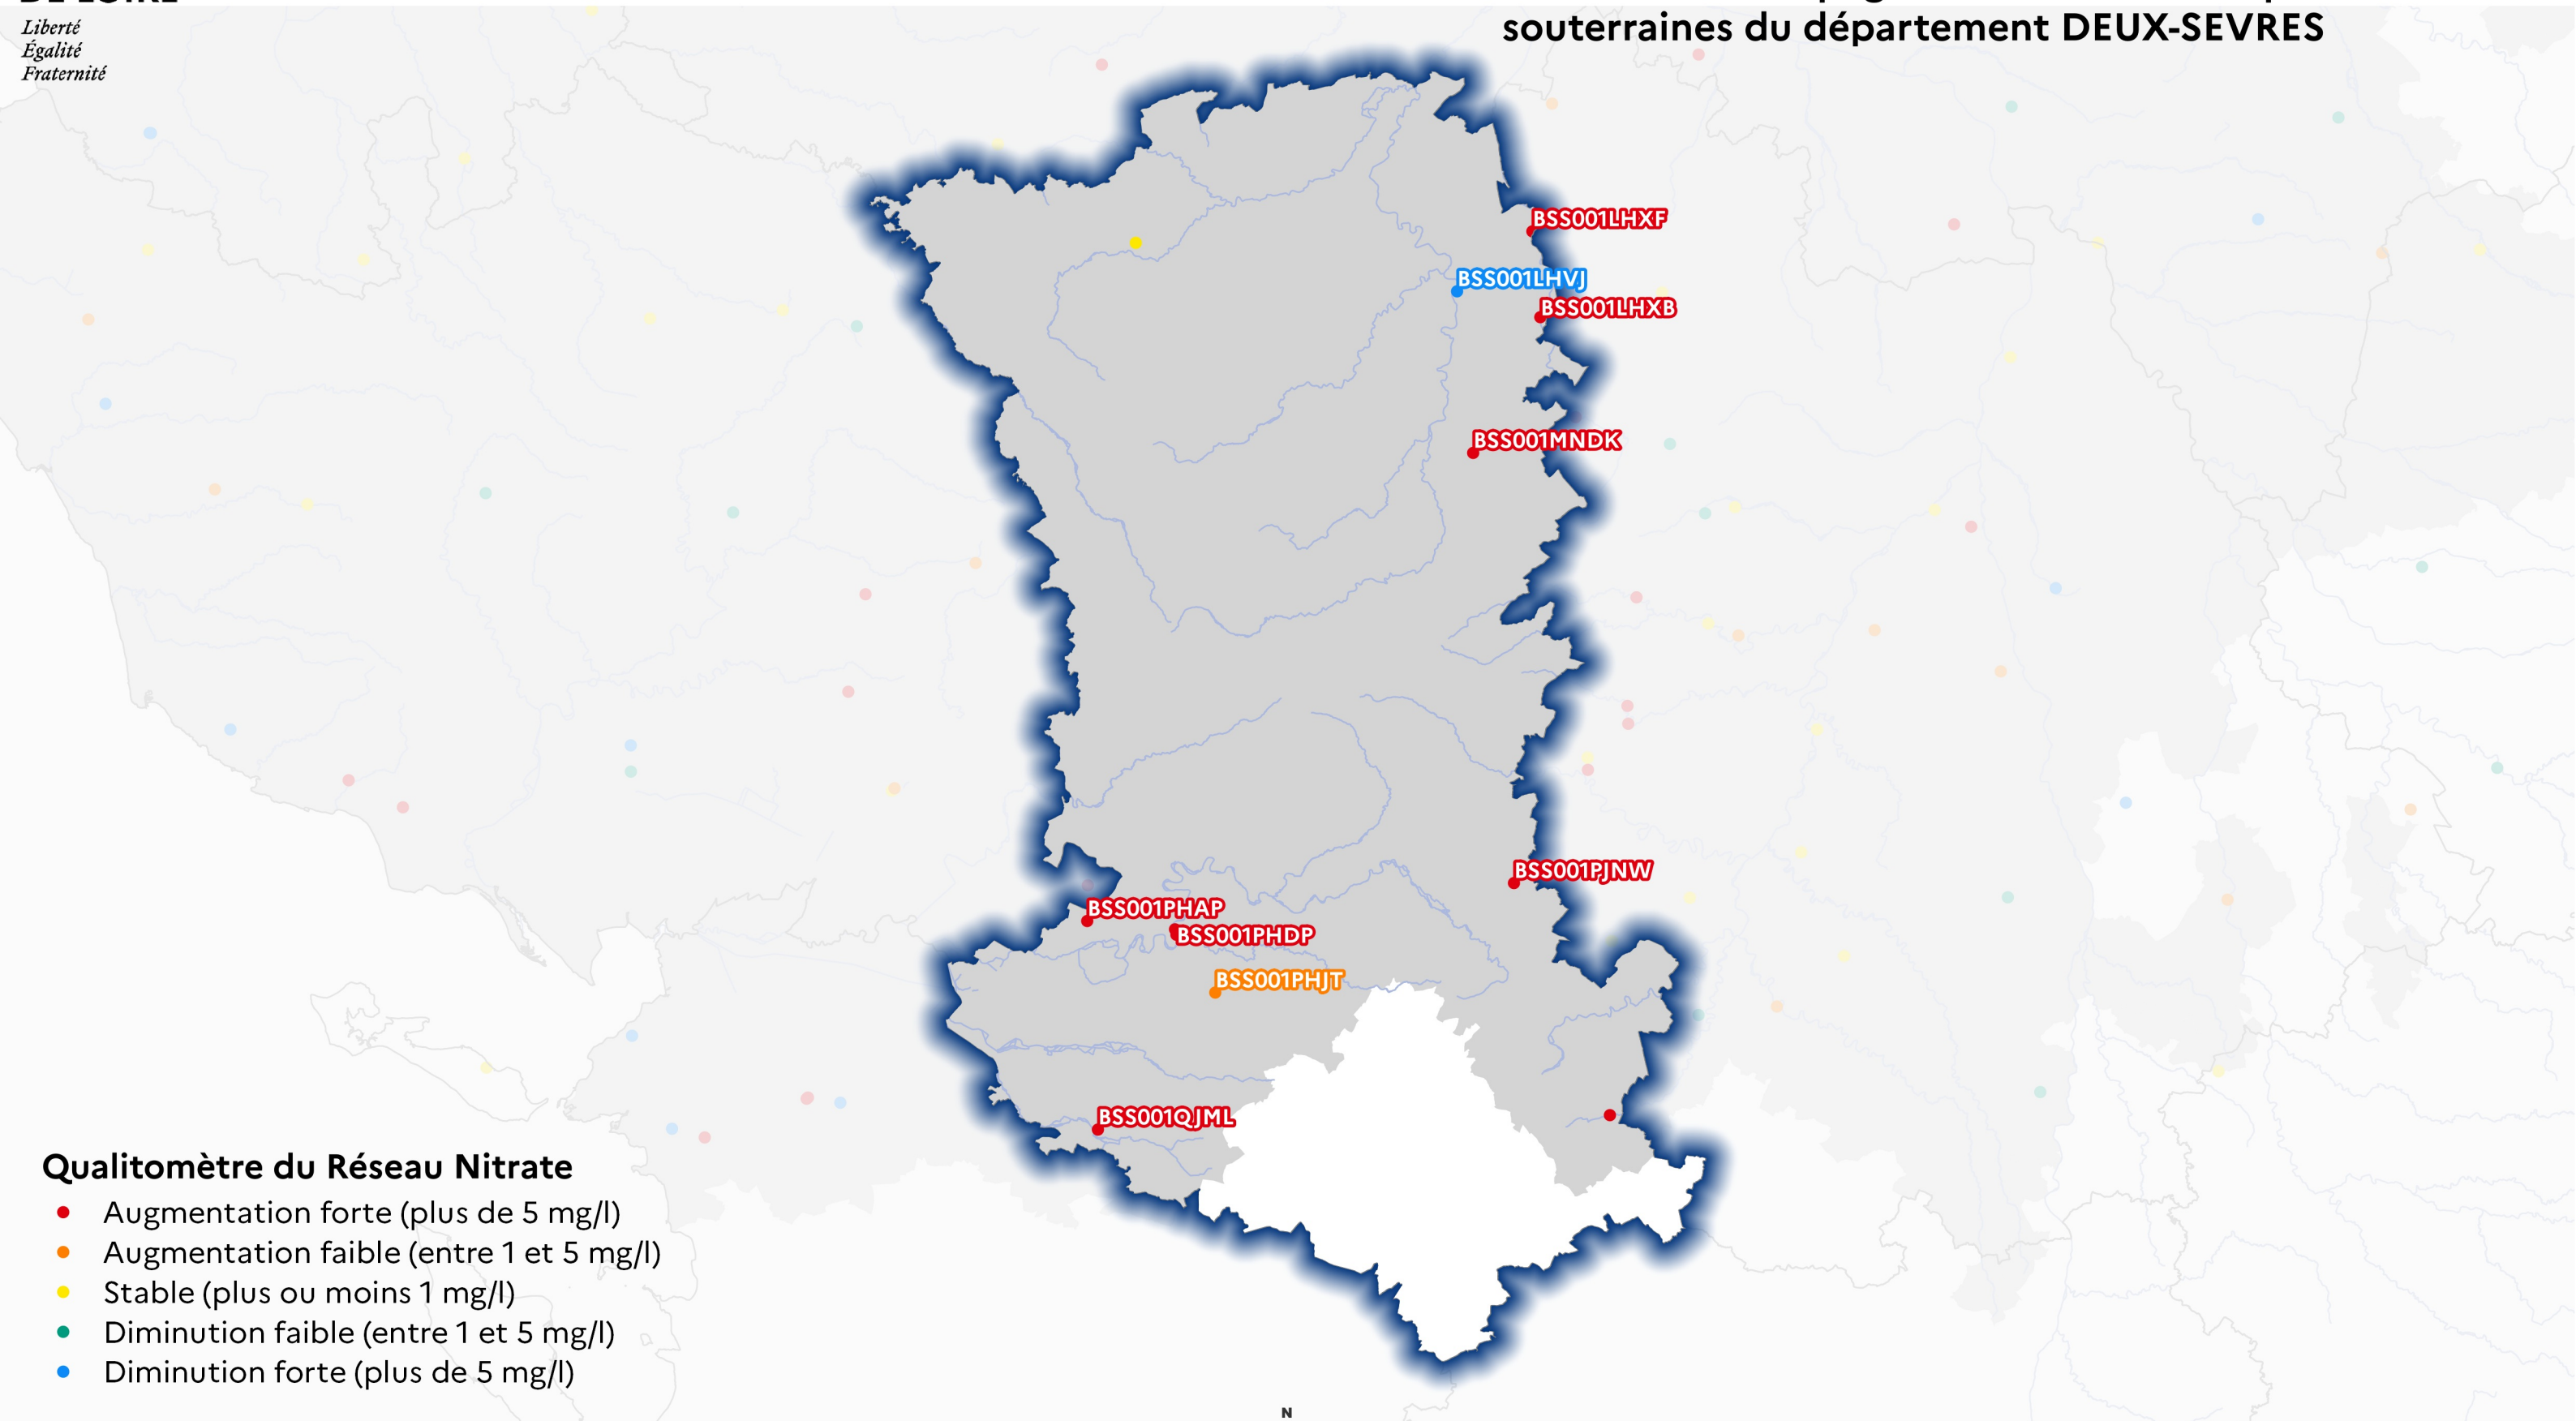 Liberté
Égalité
Fraternité
souterraines du département DEUX-SEVRES
BSS001LHXF
BSS001LHVJ
BSS001LHXB
BSS001MNDK
BSS001PJNW
BSS001PHAP
BSS001PHDP
BSS001PHJT
BSS001QJML
Qualitomètre du Réseau Nitrate
Augmentation forte (plus de 5 mg/l)
Augmentation faible (entre 1 et 5 mg/l)
Stable (plus ou moins 1 mg/l)
Diminution faible (entre 1 et 5 mg/l)
Diminution forte (plus de 5 mg/l)
N